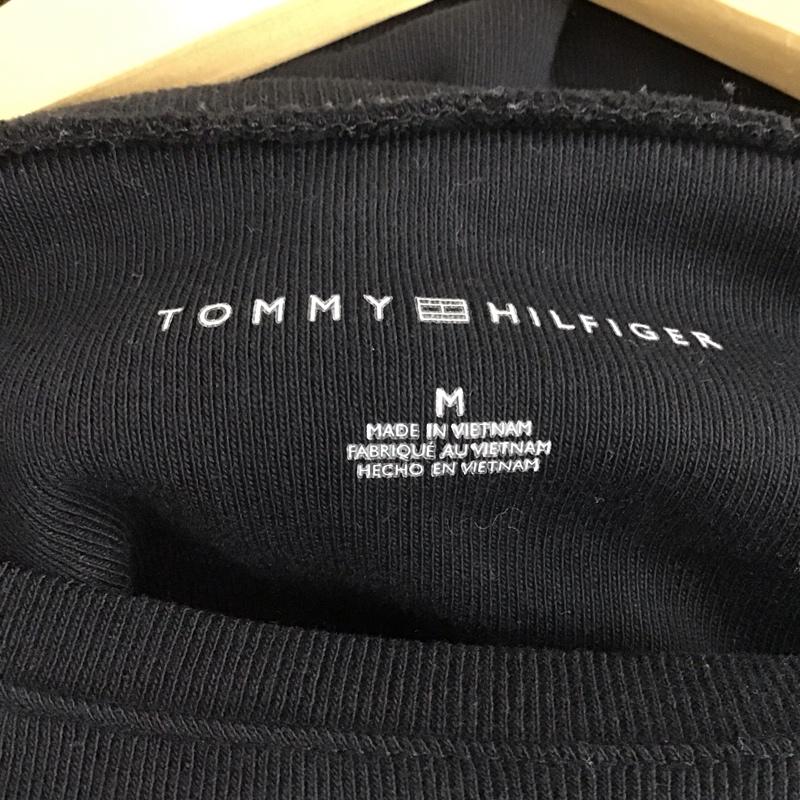 TOMMY HILFIGER
M
MADE IN VIETNAM
FABRIQUÉ AU VIETNAM
HECHO EN VIETNAM